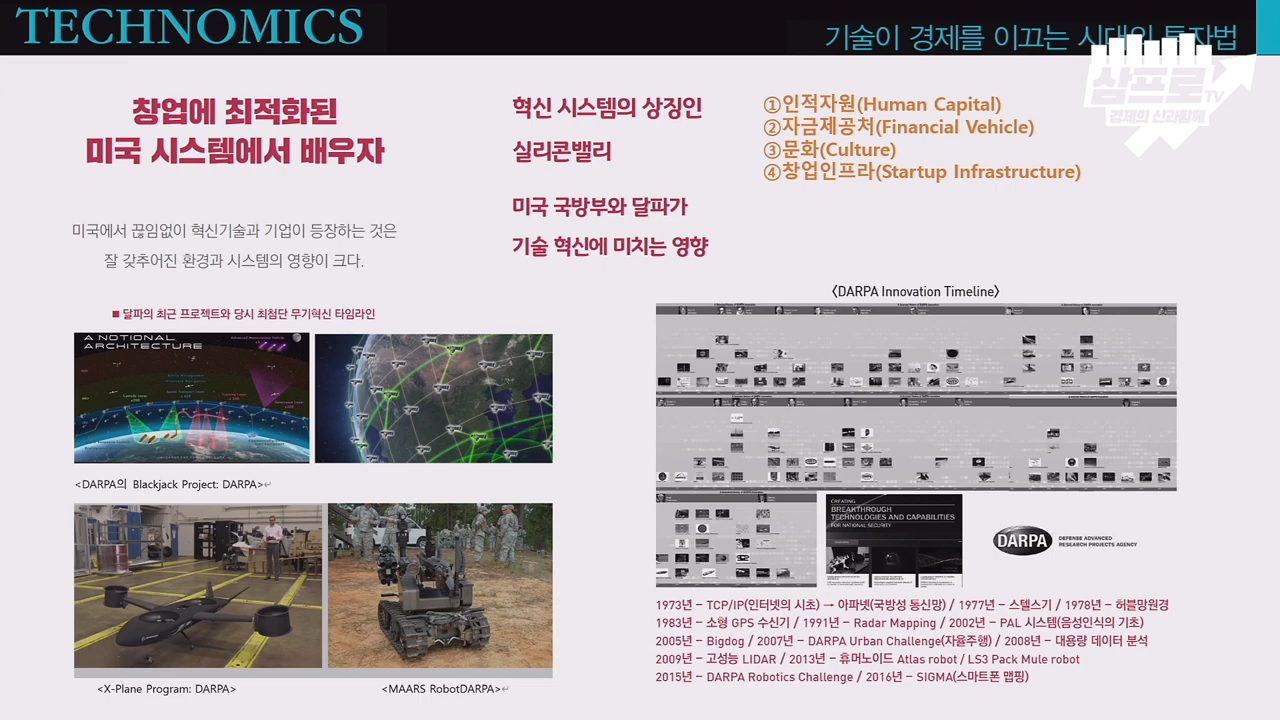 TECHNOMICS
기술이 경제를 이끄는 시대의 투자법
삼프로TV
경제의 신과함께
창업에 최적화된
미국 시스템에서 배우자
미국에서 끊임없이 혁신기술과 기업이 등장하는 것은
잘 갖추어진 환경과 시스템의 영향이 크다.
혁신 시스템의 상징인
실리콘밸리
미국 국방부와 달파가
기술 혁신에 미치는 영향
①인적자원(Human Capital)
②자금제공처(Financial Vehicle)
③문화(Culture)
④창업인프라(Startup Infrastructure)
■ 달파의 최근 프로젝트와 당시 최첨단 무기혁신 타임라인
A NOTIONAL
ARCHITECTURE
<DARPA의 Blackjack Project: DARPA>↵
<X-Plane Program: DARPA>
<MAARS RobotDARPA>↵
〈DARPA Innovation Timeline〉
CREATING
BREAKTHROUGH
TECHNOLOGIES AND CAPABILITIES
FOR NATIONAL SECURITY
DARPA
DEFENSE ADVANCED
RESEARCH PROJECTS AGENCY
1973년 – TCP/IP(인터넷의 시초) → 아파넷(국방성 통신망) / 1977년 – 스텔스기 / 1978년 – 허블망원경
1983년 – 소형 GPS 수신기 / 1991년 – Radar Mapping / 2002년 – PAL 시스템(음성인식의 기초)
2005년 – Bigdog / 2007년 – DARPA Urban Challenge(자율주행) / 2008년 – 대용량 데이터 분석
2009년 – 고성능 LIDAR / 2013년 – 휴머노이드 Atlas robot / LS3 Pack Mule robot
2015년 – DARPA Robotics Challenge / 2016년 – SIGMA(스마트폰 맵핑)